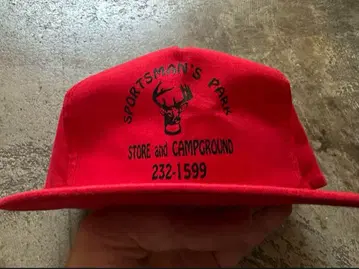 SPORTSMAN'S PARK
STORE and CAMPGROUND
232-1599